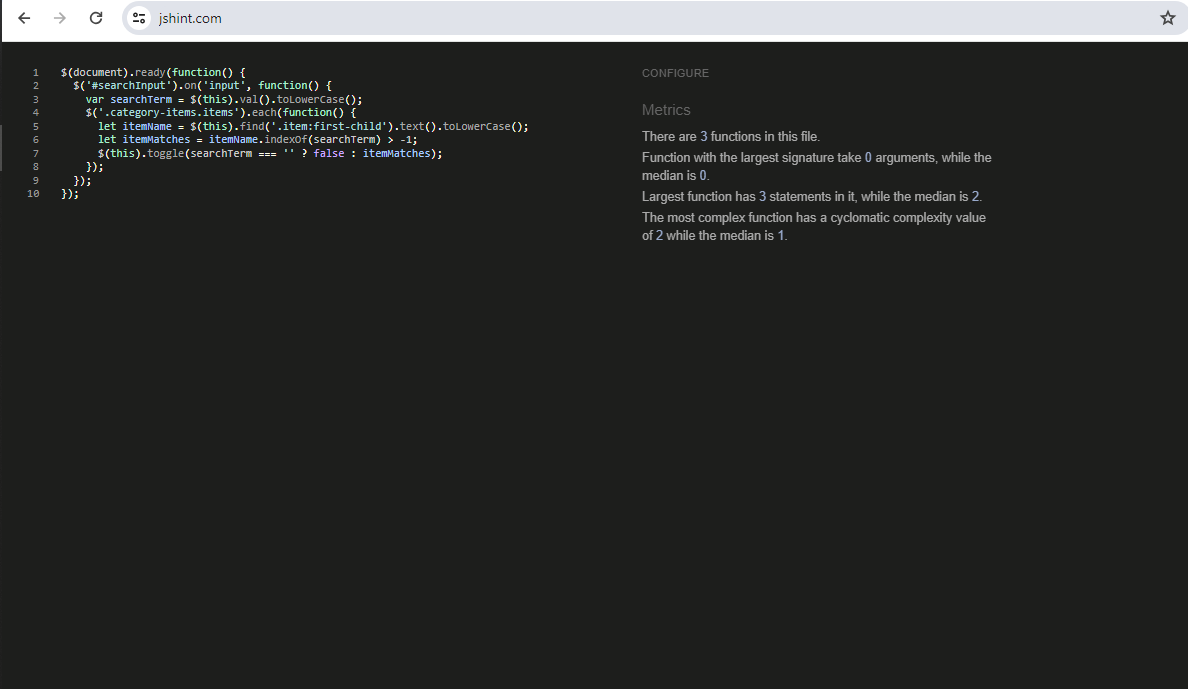 jshint.com
1 $(document).ready(function() {
2 $('#searchInput').on('input', function() {
3 var searchTerm = $(this).val().toLowerCase();
4 $('.category-items.items').each(function() {
5 let itemName = $(this).find('.item:first-child').text().toLowerCase();
6 let itemMatches = itemName.indexOf(searchTerm) > -1;
7 $(this).toggle(searchTerm === '' ? false : itemMatches);
8 });
9 });
10 });
CONFIGURE
Metrics
There are 3 functions in this file.
Function with the largest signature take 0 arguments, while the
median is 0.
Largest function has 3 statements in it, while the median is 2.
The most complex function has a cyclomatic complexity value
of 2 while the median is 1.